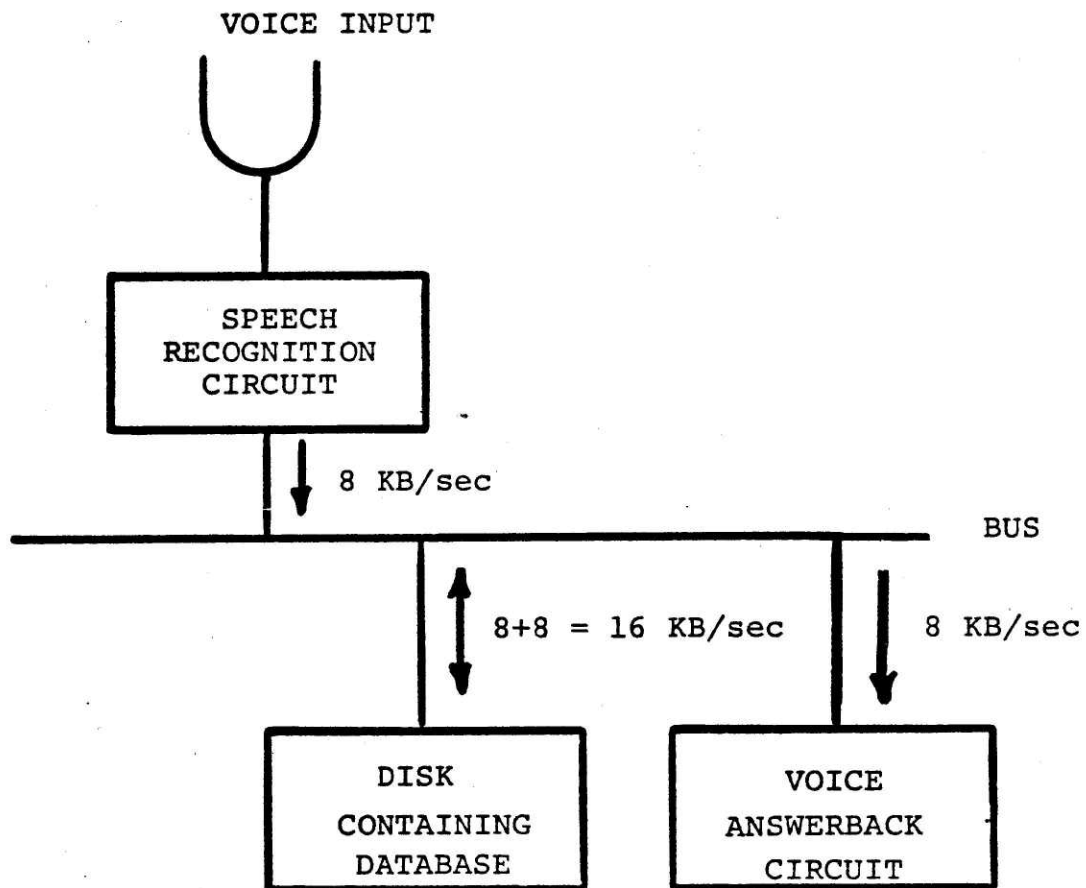 VOICE INPUT
SPEECH
RECOGNITION
CIRCUIT
8 KB/sec
BUS
8+8 = 16 KB/sec
8 KB/sec
DISK
CONTAINING
DATABASE
VOICE
ANSWERBACK
CIRCUIT